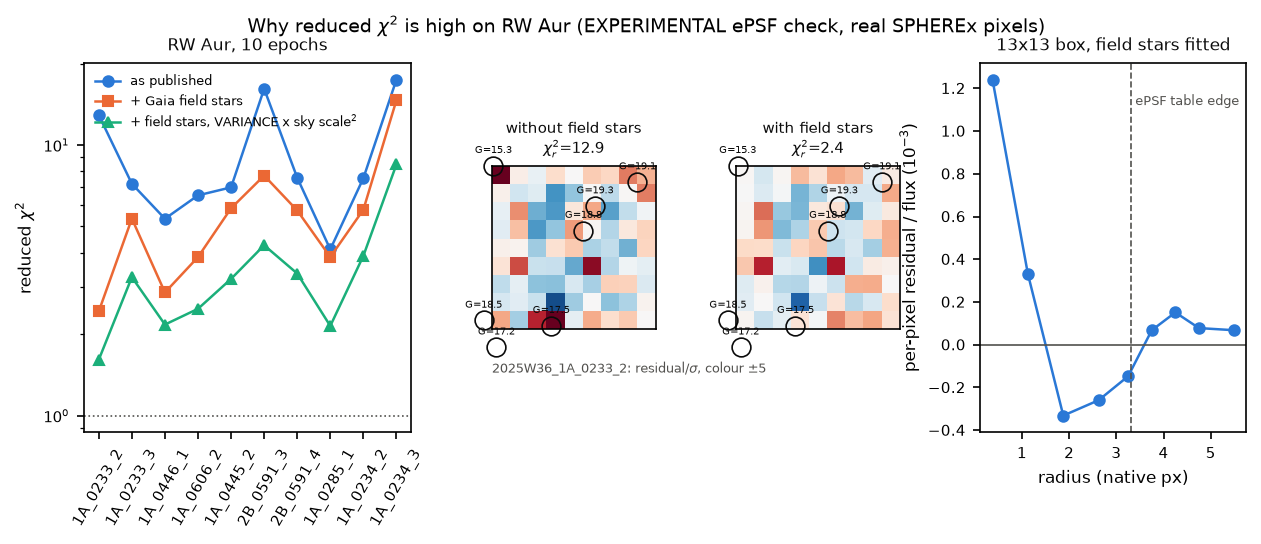 Why reduced χ² is high on RW Aur (EXPERIMENTAL ePSF check, real SPHEREx pixels)
RW Aur, 10 epochs
as published
+ Gaia field stars
+ field stars, VARIANCE x sky scale²
reduced χ²
10¹
10⁰
1A_0233_2
1A_0233_3
1A_0446_1
1A_0606_2
1A_0445_2
2B_0591_3
2B_0591_4
1A_0285_1
1A_0234_2
1A_0234_3
without field stars
χ²ᵣ=12.9
G=15.3
G=19.1
G=19.3
G=18.8
G=18.5
G=17.5
G=17.2
with field stars
χ²ᵣ=2.4
G=15.3
G=19.1
G=19.3
G=18.8
G=18.5
G=17.5
G=17.2
2025W36_1A_0233_2: residual/σ, colour ±5
13x13 box, field stars fitted
ePSF table edge
per-pixel residual / flux (10⁻³)
1.2
1.0
0.8
0.6
0.4
0.2
0.0
−0.2
−0.4
1
2
3
4
5
radius (native px)